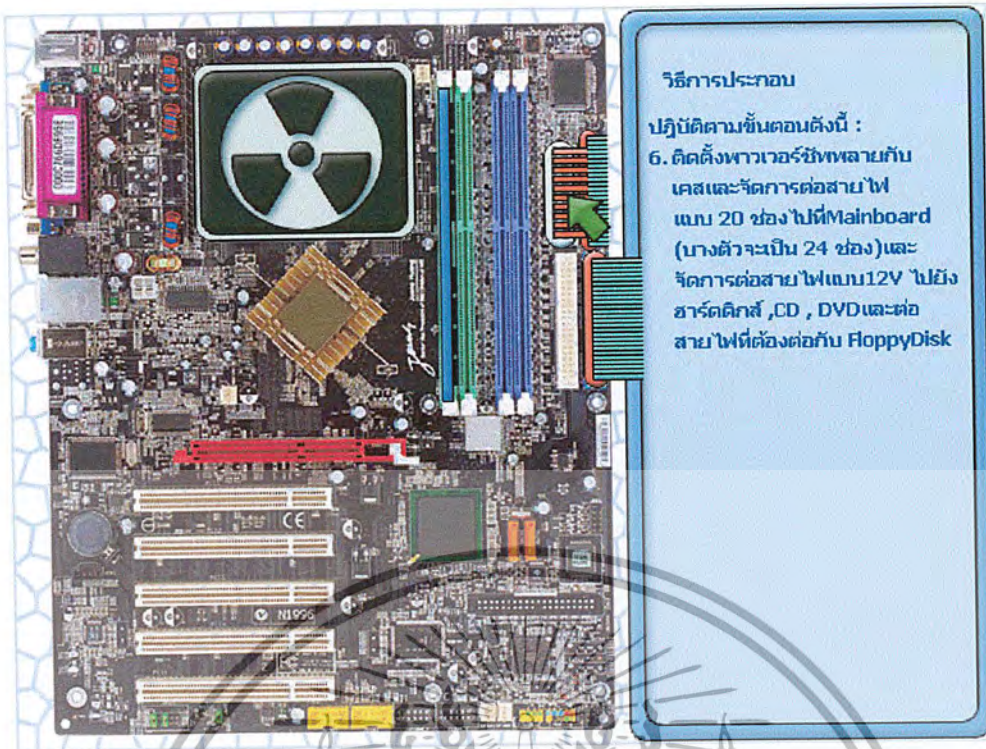 วิธีการประกอบ
ปฎิบัติตามขั้นตอนดังนี้ :
6. ติดตั้งพาวเวอร์ซัพพลายกับ
เคสและจัดการต่อสายไฟ
แบบ 20 ช่องไปที่Mainboard
(บางตัวจะเป็น 24 ช่อง)และ
จัดการต่อสายไฟแบบ12V ไปยัง
ฮาร์ดดิกส์ ,CD , DVDและต่อ
สายไฟที่ต้องต่อกับ FloppyDisk
CE
N1996